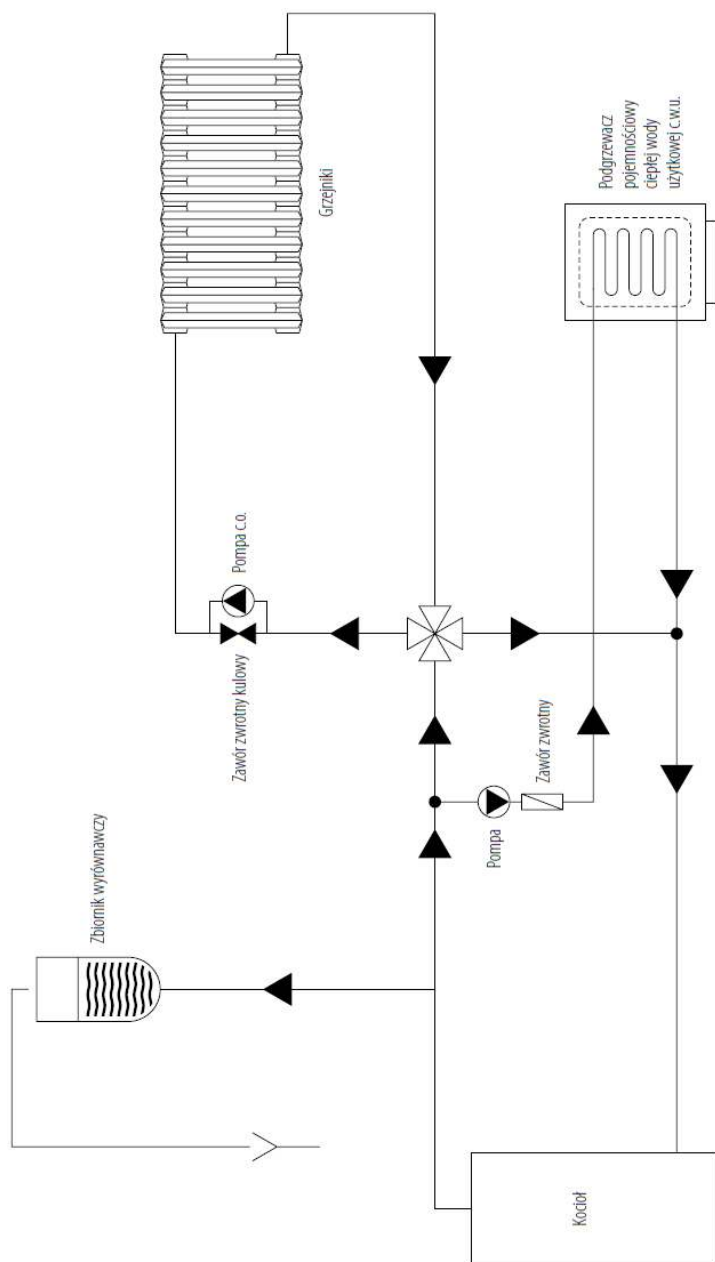 Zbiornik wyrównawczy
Grzejniki
Pompa c.o.
Zawór zwrotny kulowy
Podgrzewacz
pojemnościowy
ciepłej wody
użytkowej c.w.u.
Pompa
Zawór zwrotny
Kocioł